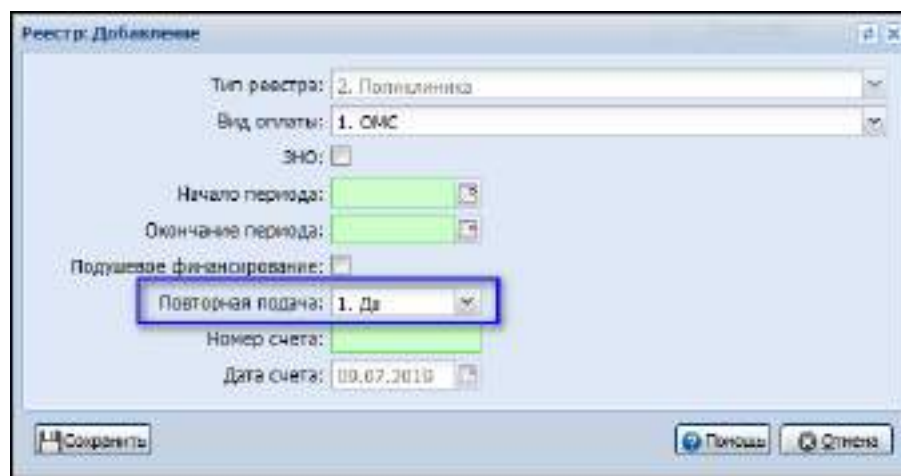 Реестр: Добавление
Тип реестра: 2. Поликлиника
Вид оплаты: 1. ОМС
ЗНО:
Начало периода:
Окончание периода:
Подушевое финансирование:
Повторная подача: 1. Да
Номер счета:
Дата счета: 09.07.2019
Сохранить Помощь Отмена